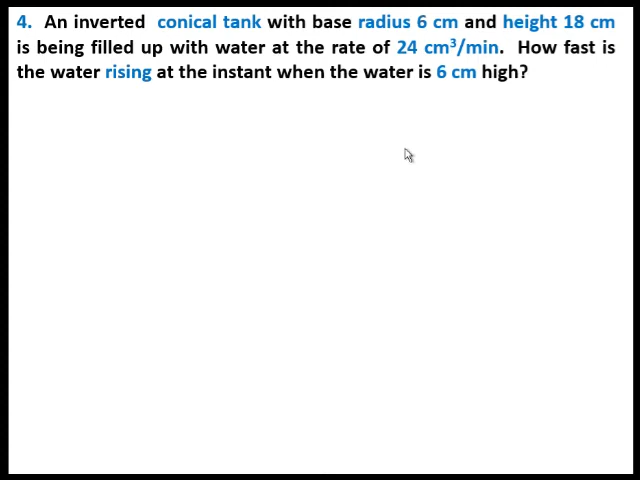 4. An inverted conical tank with base radius 6 cm and height 18 cm
is being filled up with water at the rate of 24 cm³/min. How fast is
the water rising at the instant when the water is 6 cm high?